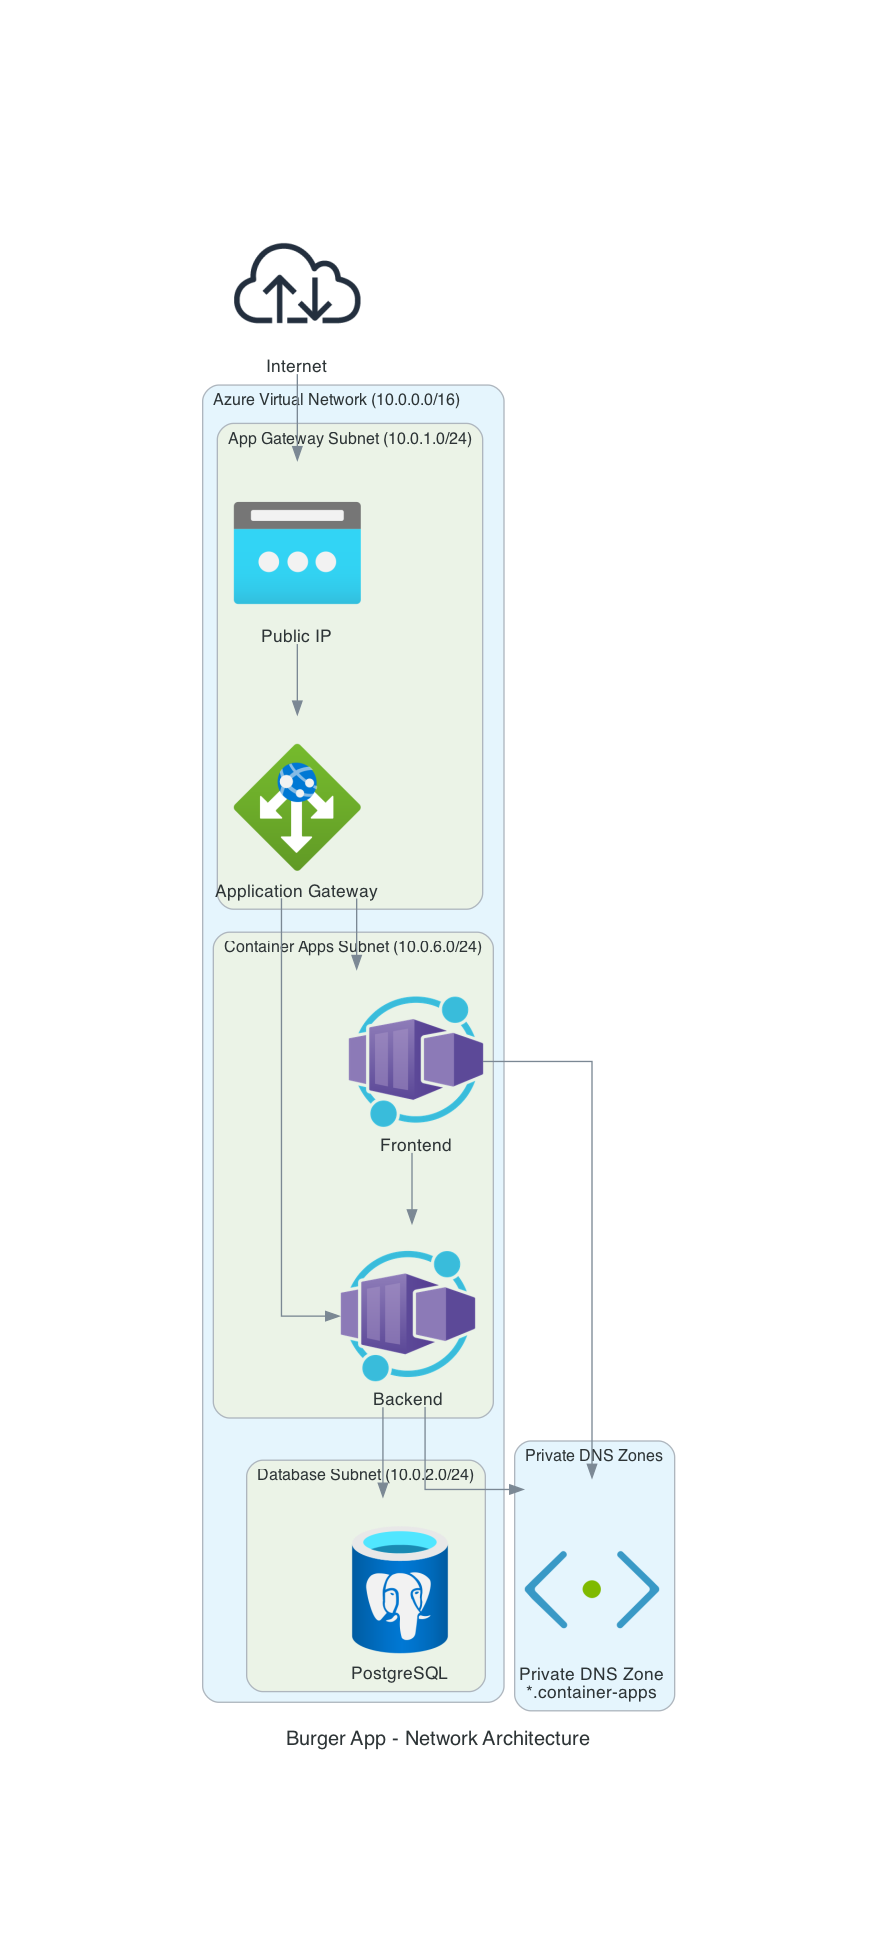 Internet
Azure Virtual Network (10.0.0.0/16)
App Gateway Subnet (10.0.1.0/24)
Public IP
Application Gateway
Container Apps Subnet (10.0.6.0/24)
Frontend
Backend
Database Subnet (10.0.2.0/24)
PostgreSQL
Private DNS Zones
Private DNS Zone
*.container-apps
Burger App - Network Architecture